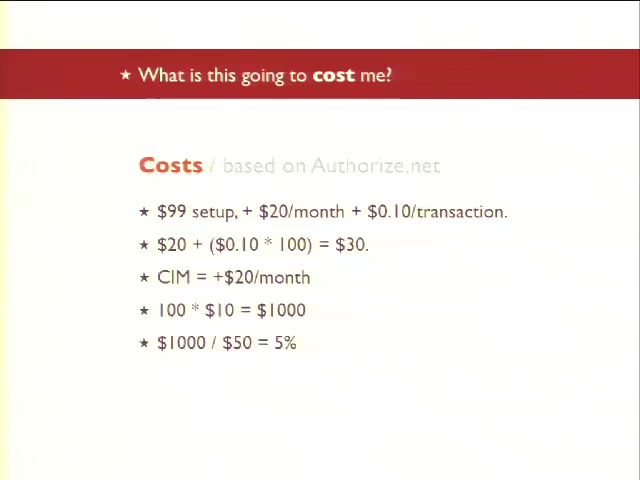 ★ What is this going to cost me?
Costs / based on Authorize.net
★ $99 setup, + $20/month + $0.10/transaction.
★ $20 + ($0.10 * 100) = $30.
★ CIM = +$20/month
★ 100 * $10 = $1000
★ $1000 / $50 = 5%